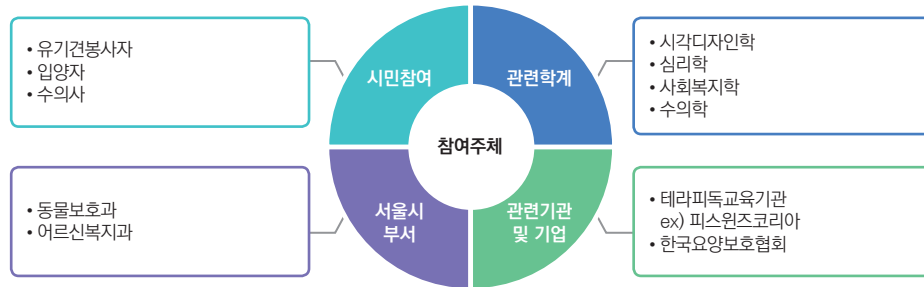 • 유기견봉사자
• 입양자
• 수의사
시민참여
관련학계
• 시각디자인학
• 심리학
• 사회복지학
• 수의학
참여주체
• 동물보호과
• 어르신복지과
서울시
부서
관련기관
및 기업
• 테라피독교육기관
ex) 피스윈즈코리아
• 한국요양보호협회